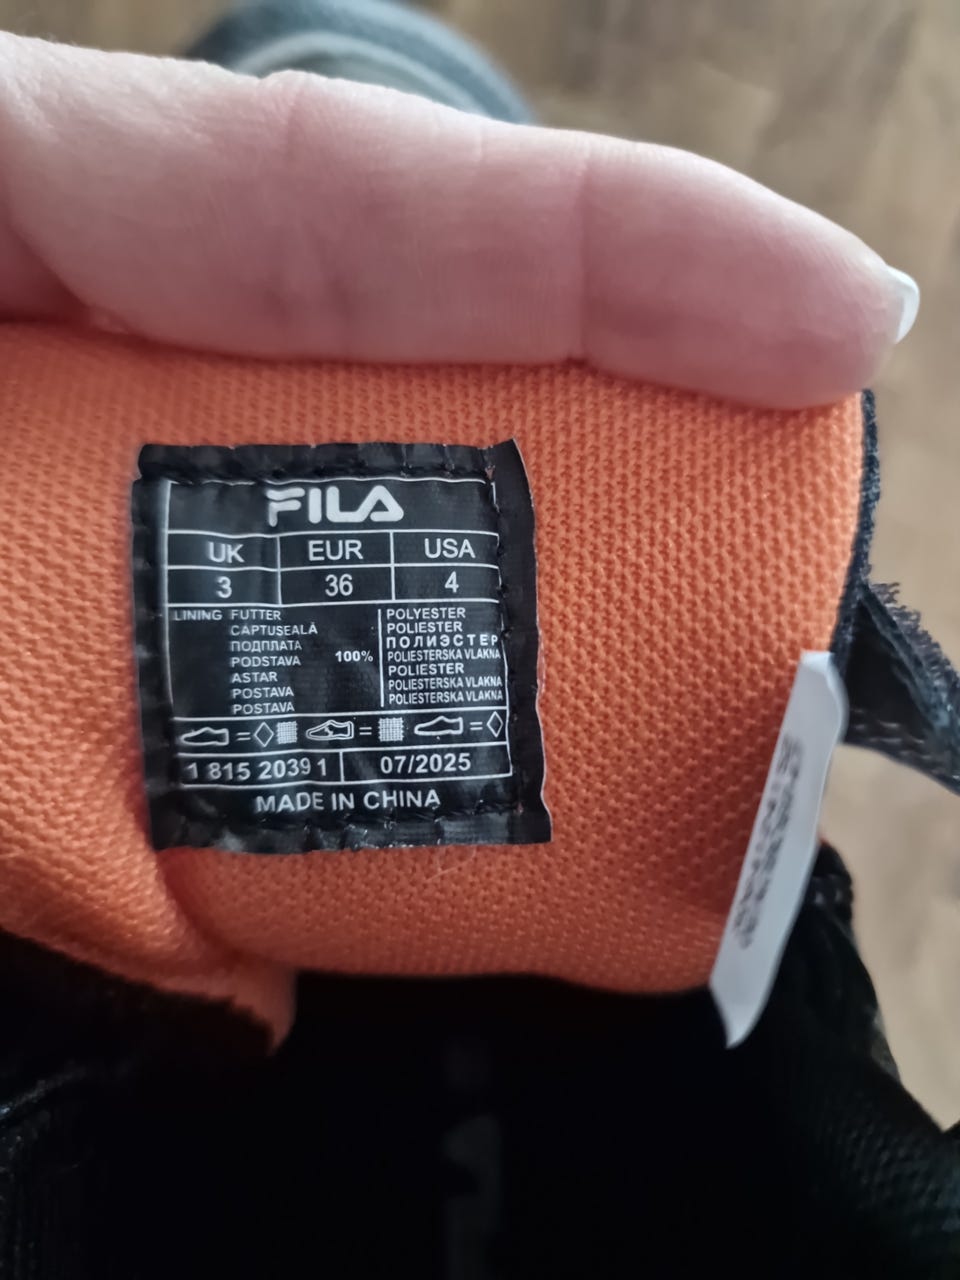 FILA
UK EUR USA
3 36 4
LINING FUTTER POLYESTER
CAPTUȘEALĂ POLIESTER
ПОДПЛАТА ПОЛИЭСТЕР
PODSTAVA 100% POLIESTERSKA VLAKNA
ASTAR POLIESTER
POSTAVA POLIESTERSKA VLAKNA
POSTAVA POLIESTERSKA VLAKNA
= = =
1 815 2039 1 07/2025
MADE IN CHINA